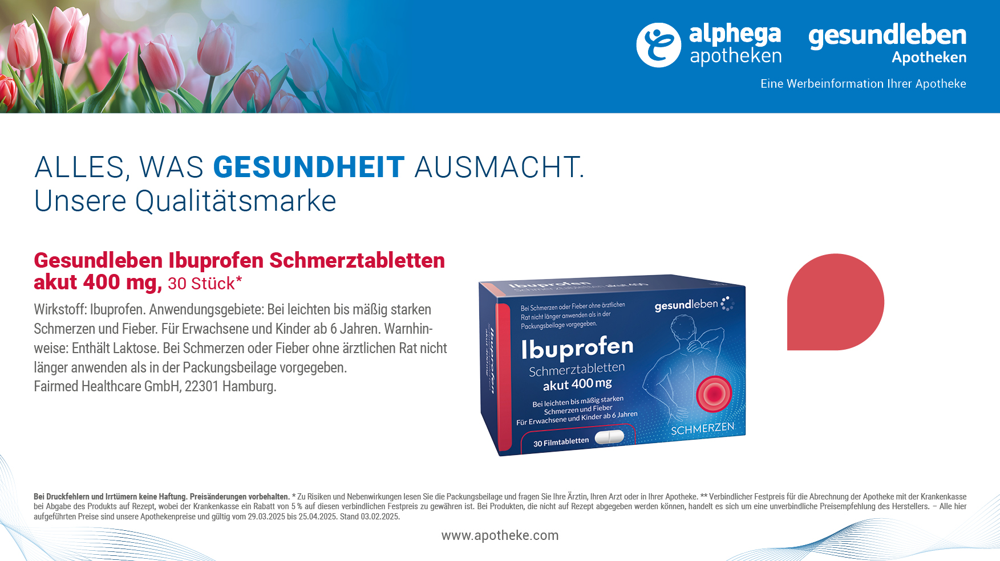 alphega
apotheken
gesundleben
Apotheken
Eine Werbeinformation Ihrer Apotheke
ALLES, WAS GESUNDHEIT AUSMACHT.
Unsere Qualitätsmarke
Gesundleben Ibuprofen Schmerztabletten
akut 400 mg, 30 Stück*
Wirkstoff: Ibuprofen. Anwendungsgebiete: Bei leichten bis mäßig starken
Schmerzen und Fieber. Für Erwachsene und Kinder ab 6 Jahren. Warnhin-
weise: Enthält Laktose. Bei Schmerzen oder Fieber ohne ärztlichen Rat nicht
länger anwenden als in der Packungsbeilage vorgegeben.
Fairmed Healthcare GmbH, 22301 Hamburg.
Ibuprofen
Schmerztabletten akut 400
Ibuprofen
akut 400 mg
Bei Schmerzen oder Fieber ohne ärztlichen
Rat nicht länger anwenden als in der
Packungsbeilage vorgegeben.
gesundleben
Ibuprofen
Schmerztabletten
akut 400 mg
Bei leichten bis mäßig starken
Schmerzen und Fieber
Für Erwachsene und Kinder ab 6 Jahren
30 Filmtabletten
SCHMERZEN
Bei Druckfehlern und Irrtümern keine Haftung. Preisänderungen vorbehalten. * Zu Risiken und Nebenwirkungen lesen Sie die Packungsbeilage und fragen Sie Ihre Ärztin, Ihren Arzt oder in Ihrer Apotheke. ** Verbindlicher Festpreis für die Abrechnung der Apotheke mit der Krankenkasse
bei Abgabe des Produkts auf Rezept, wobei der Krankenkasse ein Rabatt von 5 % auf diesen verbindlichen Festpreis zu gewähren ist. Bei Produkten, die nicht auf Rezept abgegeben werden können, handelt es sich um eine unverbindliche Preisempfehlung des Herstellers. – Alle hier
aufgeführten Preise sind unsere Apothekenpreise und gültig vom 29.03.2025 bis 25.04.2025. Stand 03.02.2025.
www.apotheke.com